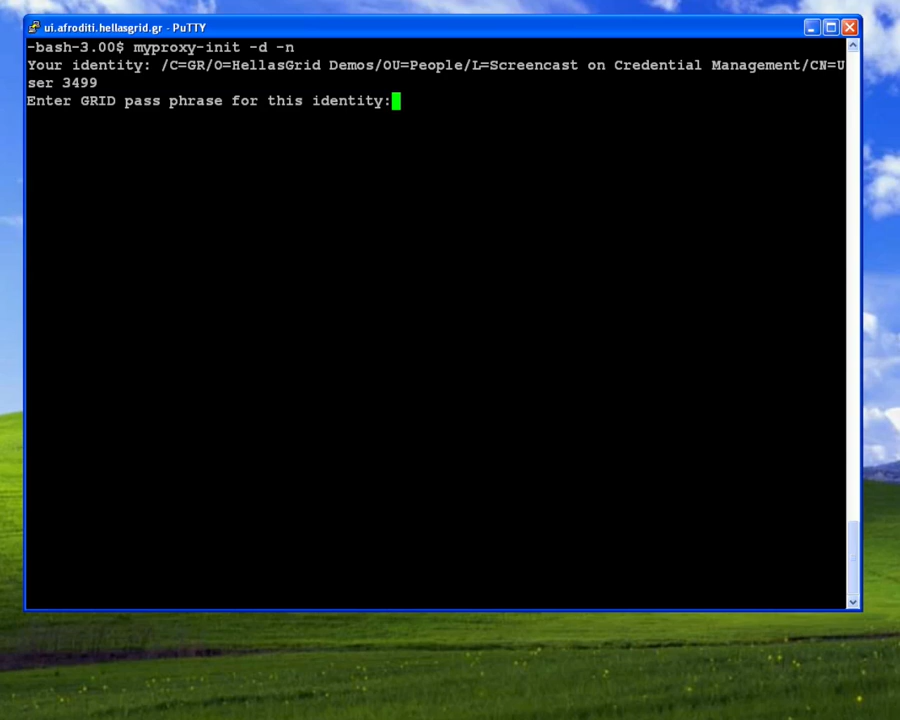 ui.afroditi.hellasgrid.gr - PuTTY
-bash-3.00$ myproxy-init -d -n
Your identity: /C=GR/O=HellasGrid Demos/OU=People/L=Screencast on Credential Management/CN=U
ser 3499
Enter GRID pass phrase for this identity: